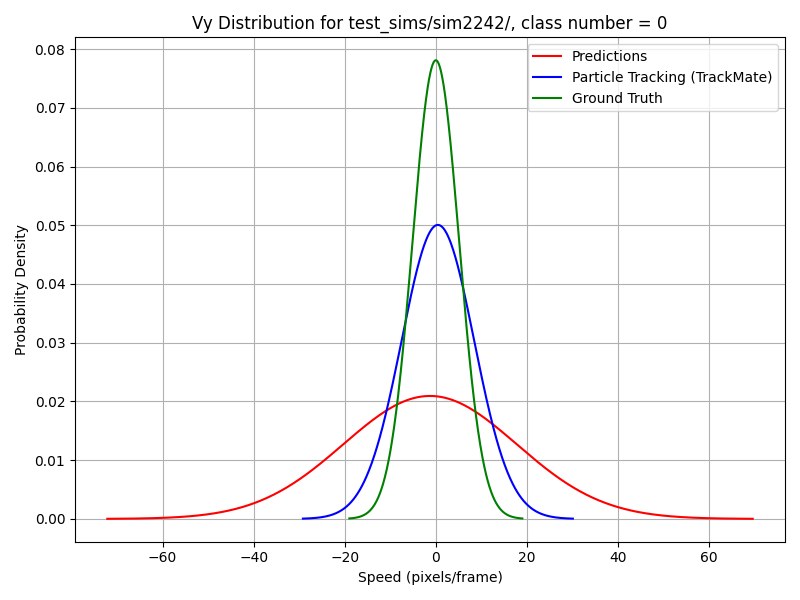 Vy Distribution for test_sims/sim2242/, class number = 0
Predictions
Particle Tracking (TrackMate)
Ground Truth
Probability Density
0.08
0.07
0.06
0.05
0.04
0.03
0.02
0.01
0.00
−60 −40 −20 0 20 40 60
Speed (pixels/frame)